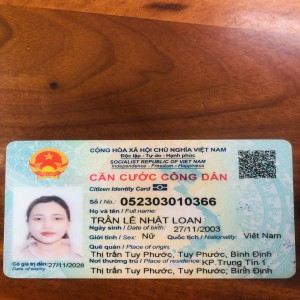 CỘNG HÒA XÃ HỘI CHỦ NGHĨA VIỆT NAM
Độc lập - Tự do - Hạnh phúc
SOCIALIST REPUBLIC OF VIET NAM
Independence - Freedom - Happiness
CĂN CƯỚC CÔNG DÂN
Citizen Identity Card
Số / No.: 052303010366
Họ và tên / Full name:
TRẦN LÊ NHẬT LOAN
Ngày sinh / Date of birth: 27/11/2003
Giới tính / Sex: Nữ Quốc tịch / Nationality: Việt Nam
Quê quán / Place of origin:
Thị trấn Tuy Phước, Tuy Phước, Bình Định
Nơi thường trú / Place of residence: KP Trung Tín 1
Thị trấn Tuy Phước, Tuy Phước, Bình Định
Có giá trị đến: 27/11/2028
Date of expiry